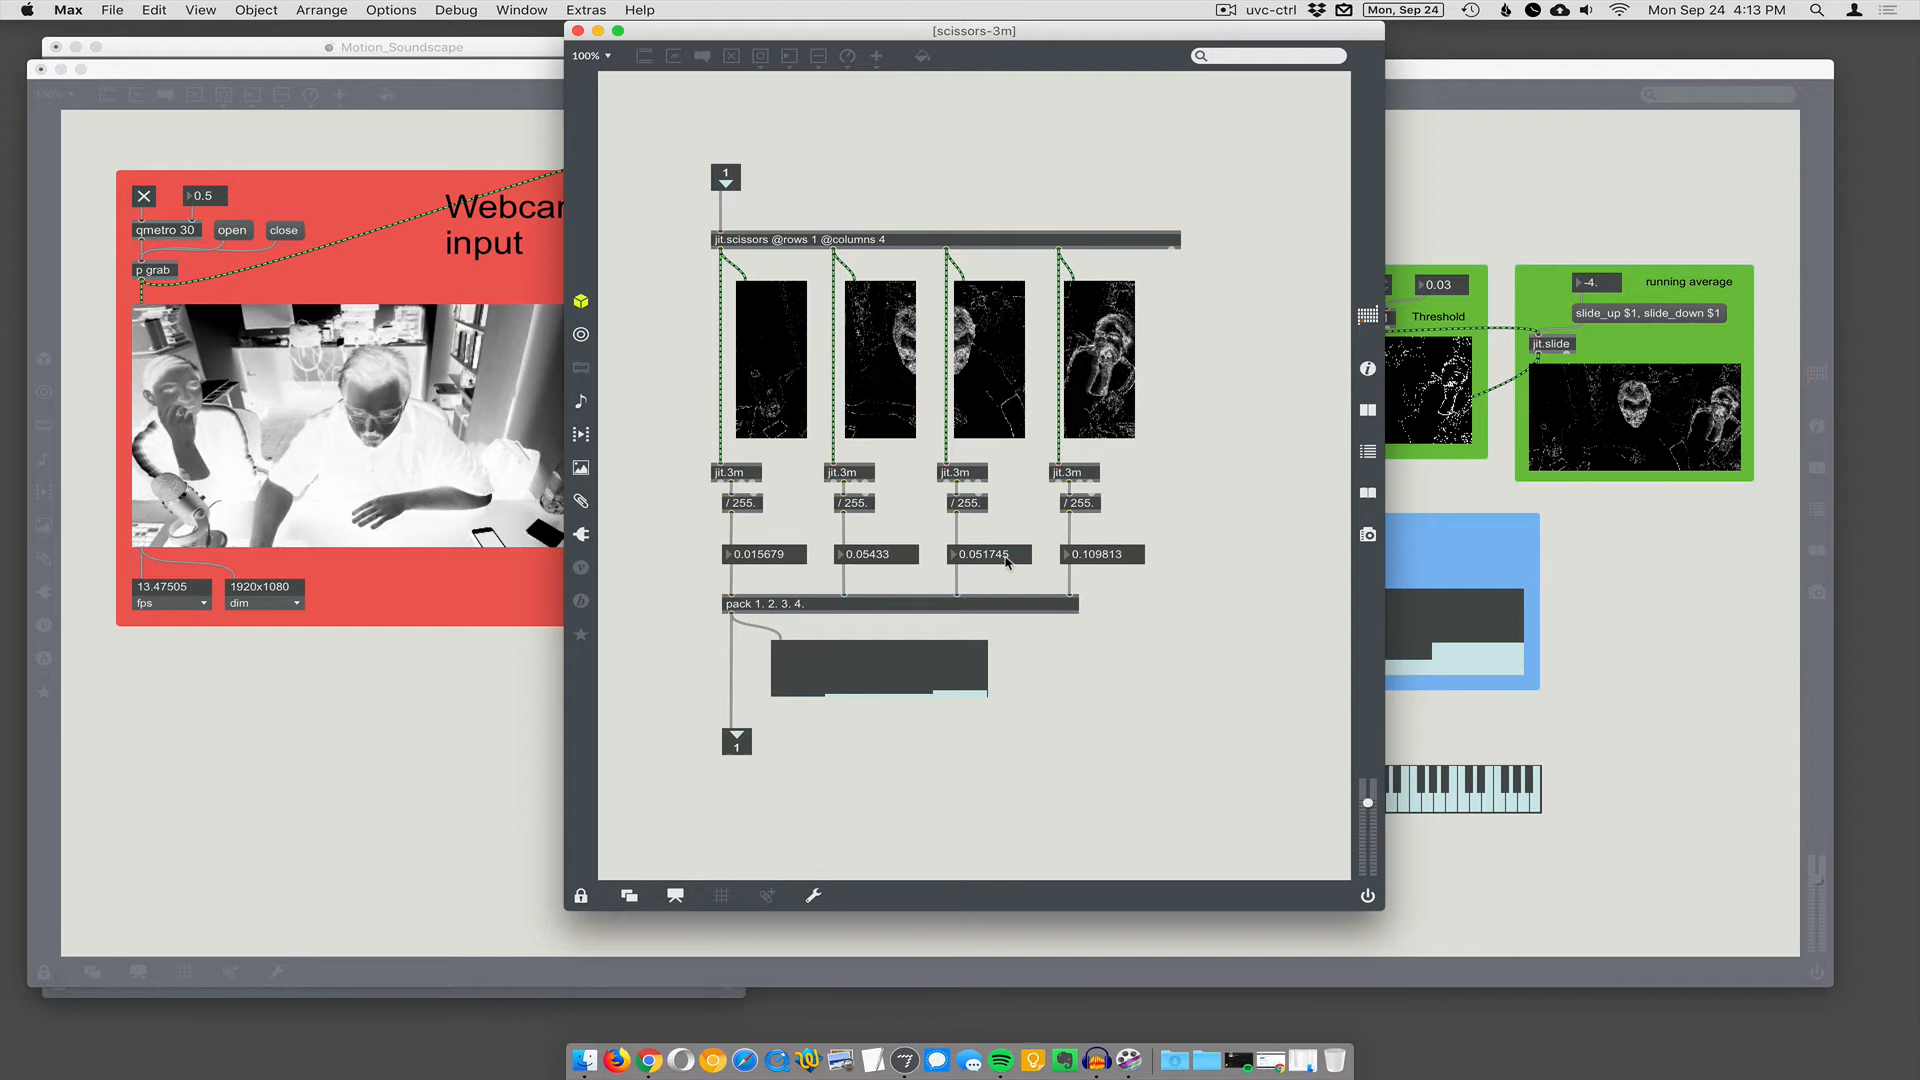 Max File Edit View Object Arrange Options Debug Window Extras Help
uvc-ctrl Mon, Sep 24 Mon Sep 24 4:13 PM
Motion_Soundscape
[scissors-3m]
100%
0.5
qmetro 30 open close
p grab
Webcam
input
13.47505 1920x1080
fps dim
1
jit.scissors @rows 1 @columns 4
jit.3m jit.3m jit.3m jit.3m
/ 255. / 255. / 255. / 255.
0.015679 0.05433 0.051745 0.109813
pack 1. 2. 3. 4.
1
0.03
Threshold
-4. running average
slide_up $1, slide_down $1
jit.slide